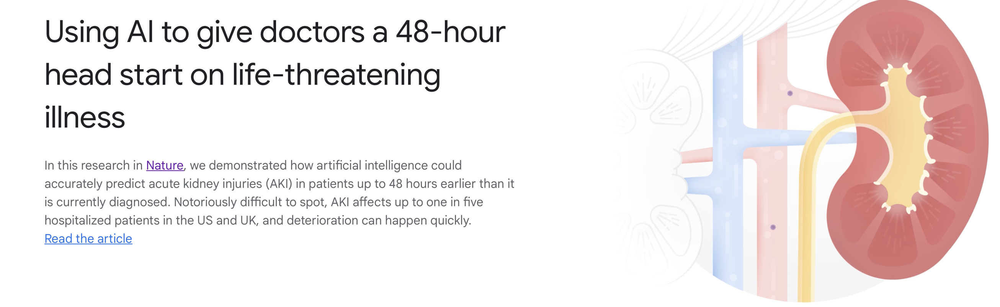 Using AI to give doctors a 48-hour
head start on life-threatening
illness
In this research in Nature, we demonstrated how artificial intelligence could
accurately predict acute kidney injuries (AKI) in patients up to 48 hours earlier than it
is currently diagnosed. Notoriously difficult to spot, AKI affects up to one in five
hospitalized patients in the US and UK, and deterioration can happen quickly.
Read the article